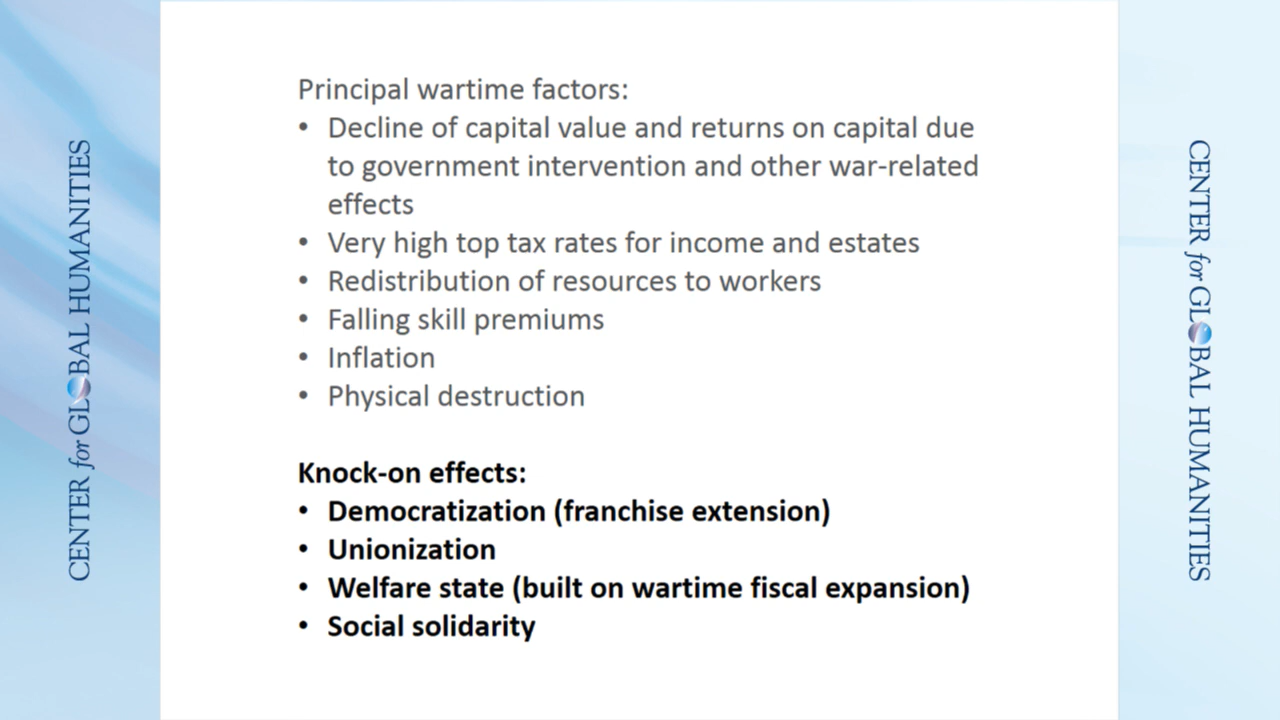 CENTER for GLOBAL HUMANITIES
Principal wartime factors:
• Decline of capital value and returns on capital due
to government intervention and other war-related
effects
• Very high top tax rates for income and estates
• Redistribution of resources to workers
• Falling skill premiums
• Inflation
• Physical destruction
Knock-on effects:
• Democratization (franchise extension)
• Unionization
• Welfare state (built on wartime fiscal expansion)
• Social solidarity
CENTER for GLOBAL HUMANITIES